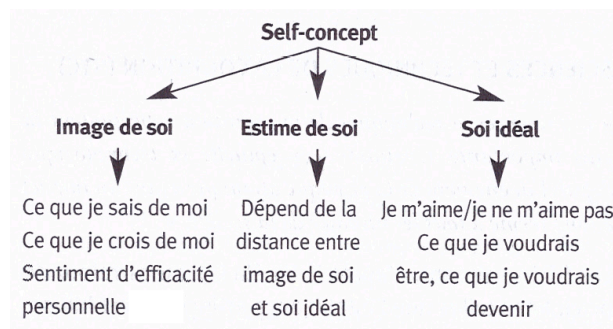 Self-concept
Image de soi
Estime de soi
Soi idéal
Ce que je sais de moi
Ce que je crois de moi
Sentiment d’efficacité
personnelle
Dépend de la
distance entre
image de soi
et soi idéal
Je m’aime/je ne m’aime pas
Ce que je voudrais
être, ce que je voudrais
devenir